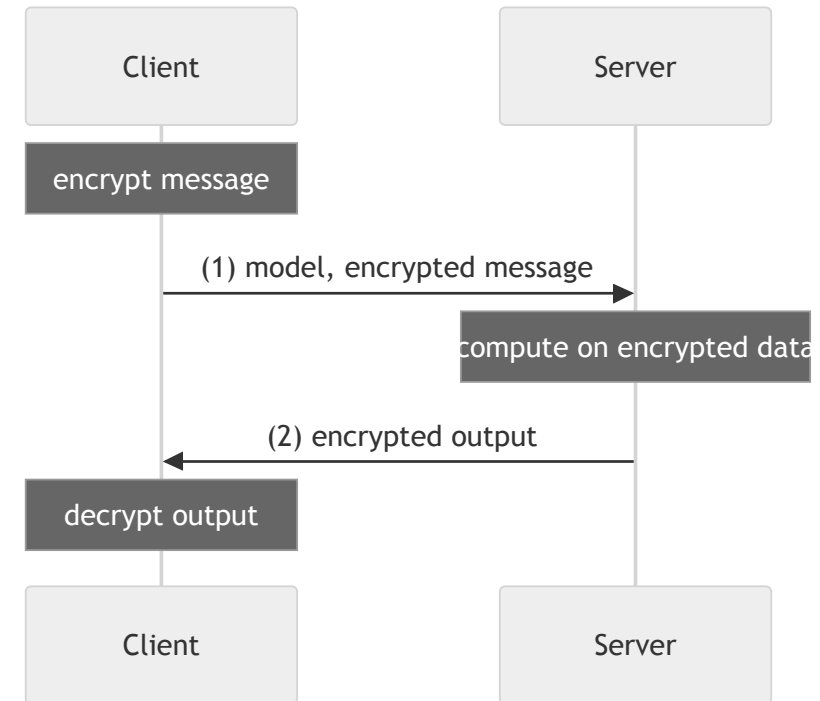 Client
Server
encrypt message
(1) model, encrypted message
compute on encrypted data
(2) encrypted output
decrypt output
Client
Server